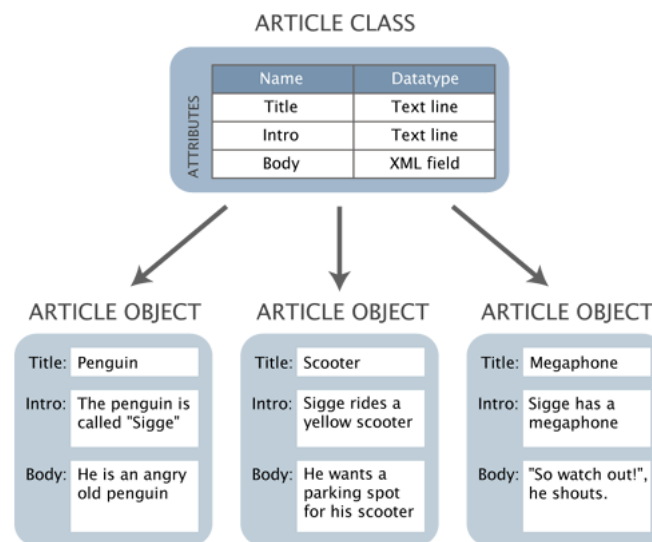 ARTICLE CLASS
ATTRIBUTES
Name Datatype
Title Text line
Intro Text line
Body XML field
ARTICLE OBJECT
Title: Penguin
Intro: The penguin is
called "Sigge"
Body: He is an angry
old penguin
ARTICLE OBJECT
Title: Scooter
Intro: Sigge rides a
yellow scooter
Body: He wants a
parking spot
for his scooter
ARTICLE OBJECT
Title: Megaphone
Intro: Sigge has a
megaphone
Body: "So watch out!",
he shouts.